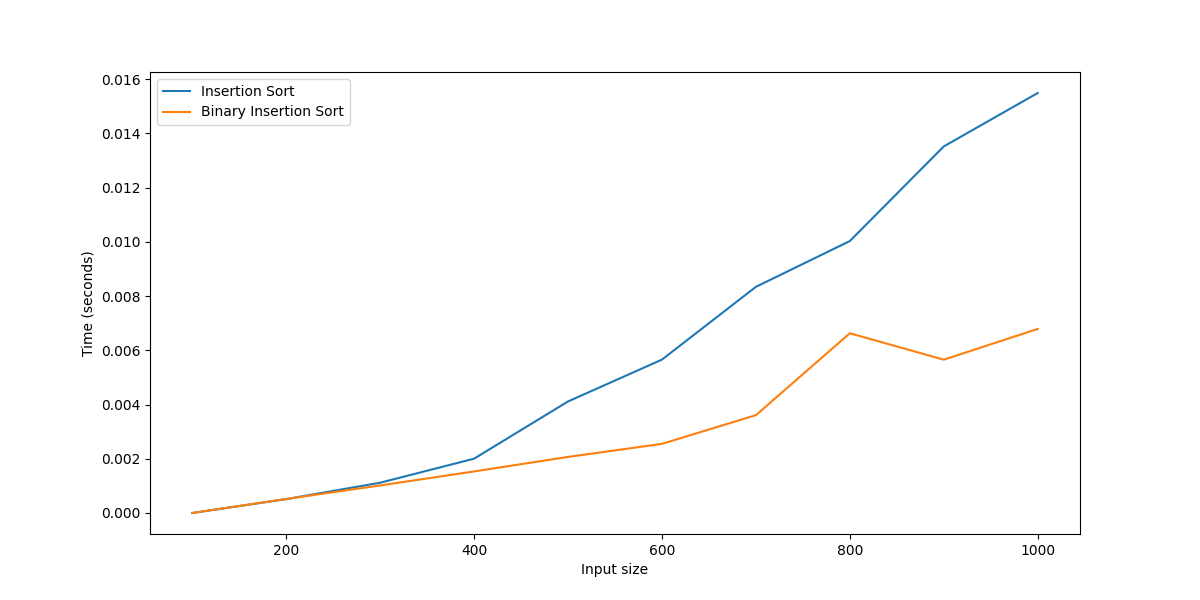 0.016
0.014
0.012
0.010
0.008
0.006
0.004
0.002
0.000
Time (seconds)
Insertion Sort
Binary Insertion Sort
200 400 600 800 1000
Input size